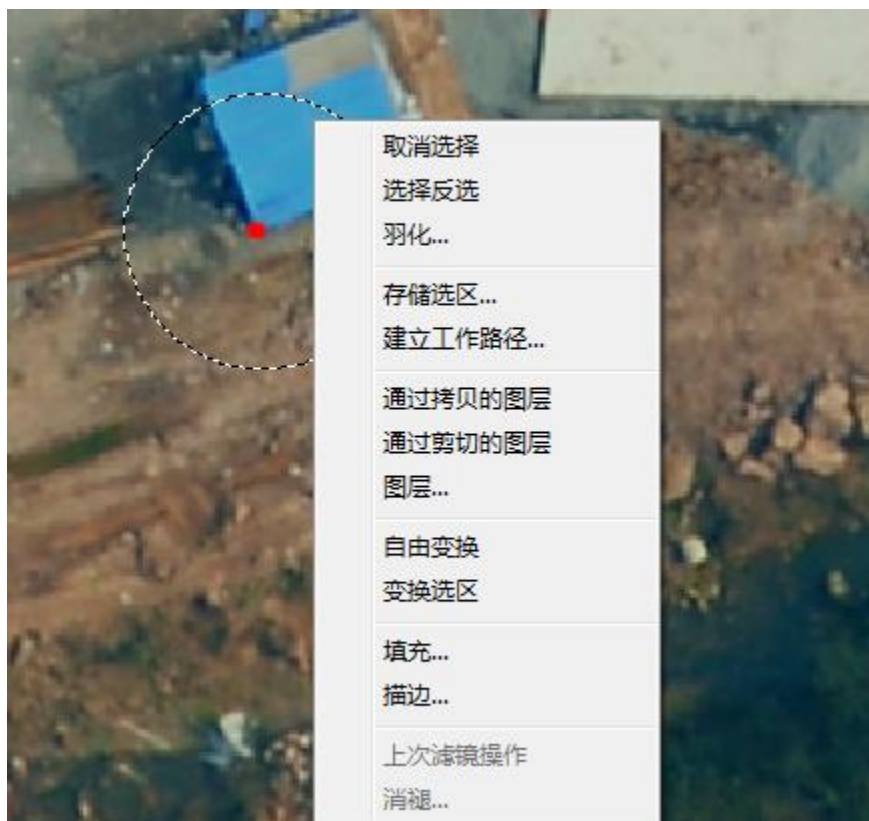 取消选择
选择反选
羽化...
存储选区...
建立工作路径...
通过拷贝的图层
通过剪切的图层
图层...
自由变换
变换选区
填充...
描边...
上次滤镜操作
消褪...